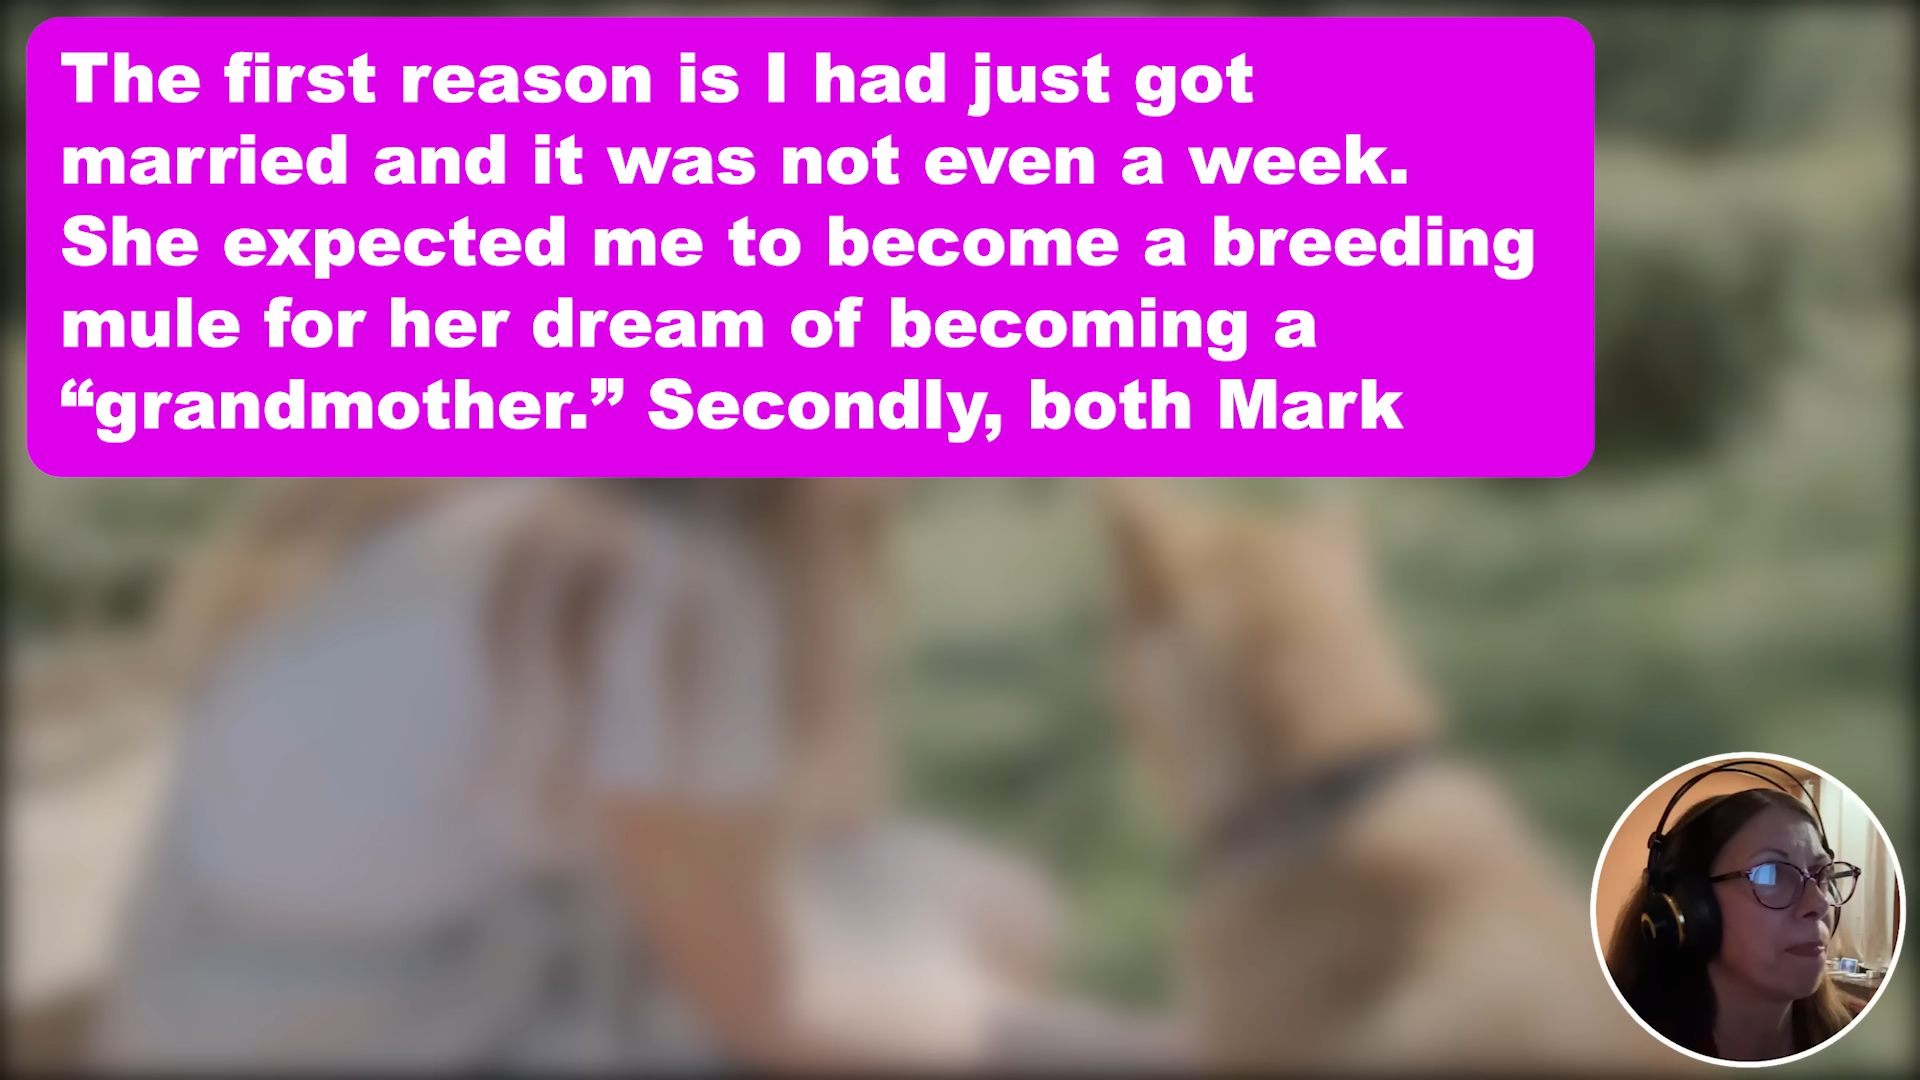 The first reason is I had just got
married and it was not even a week.
She expected me to become a breeding
mule for her dream of becoming a
“grandmother.” Secondly, both Mark